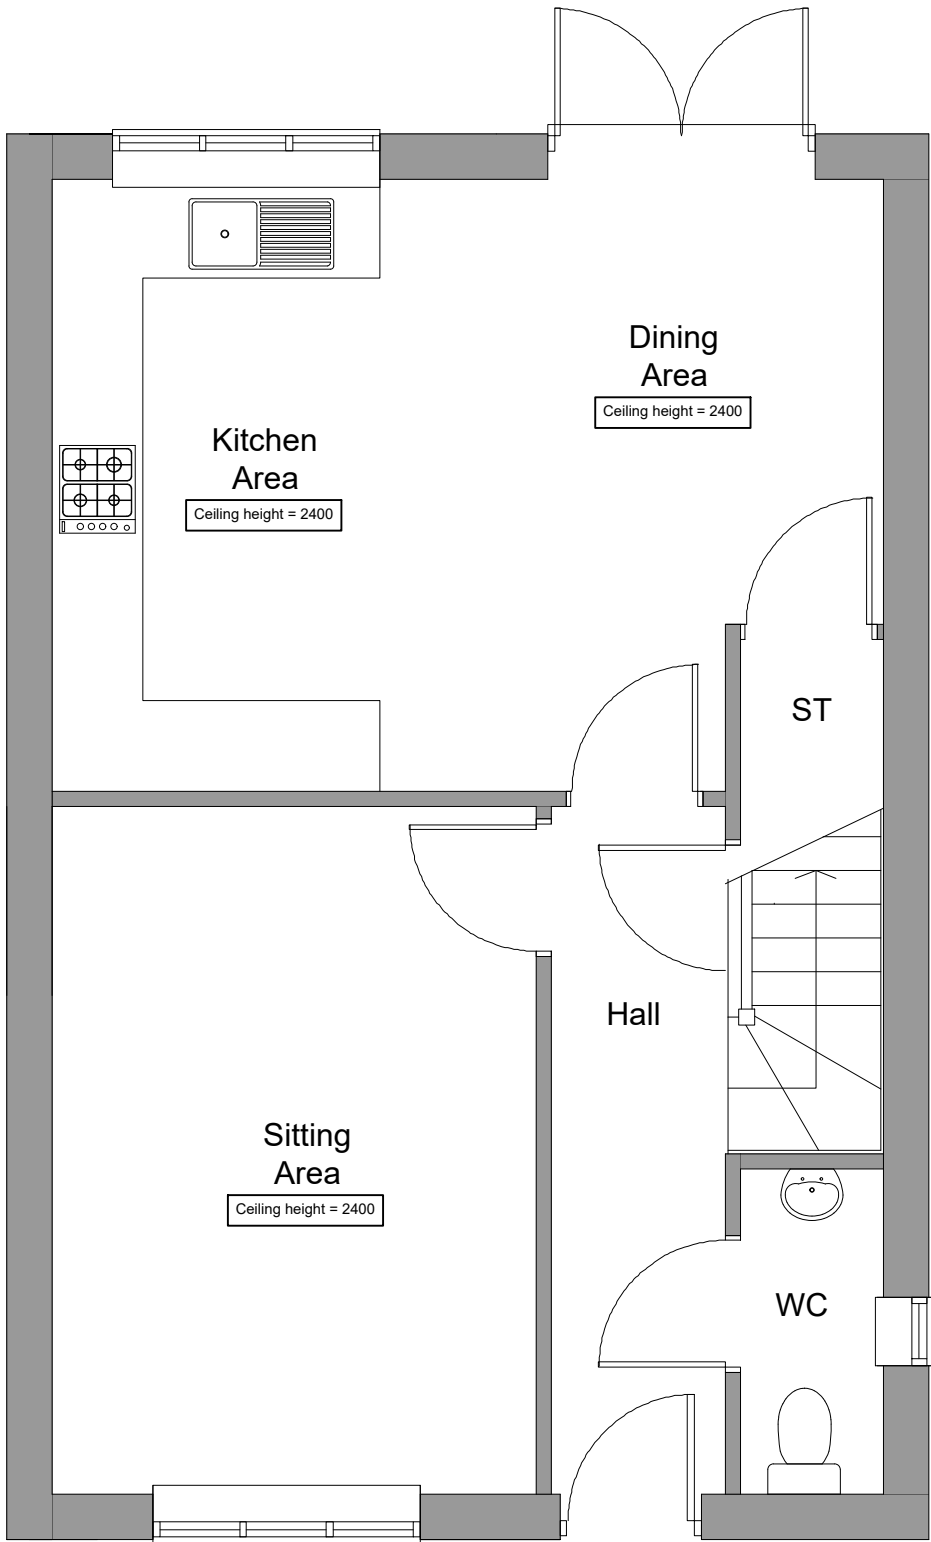 Dining
Area
Ceiling height = 2400
Kitchen
Area
Ceiling height = 2400
ST
Hall
Sitting
Area
Ceiling height = 2400
WC